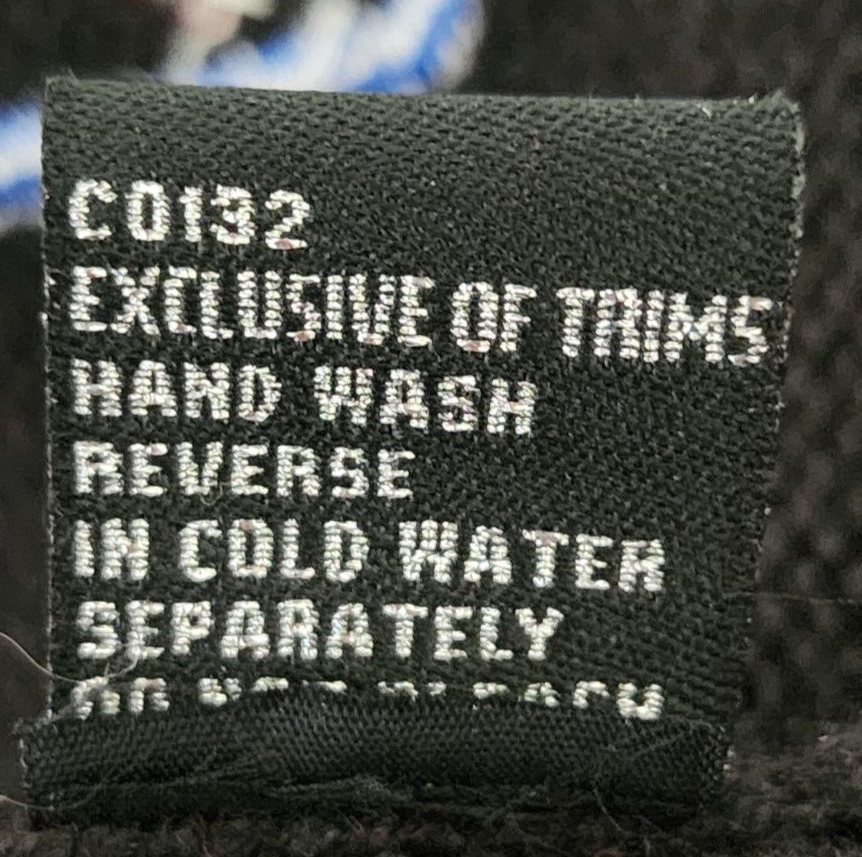 C0132
EXCLUSIVE OF TRIMS
HAND WASH
REVERSE
IN COLD WATER
SEPARATELY